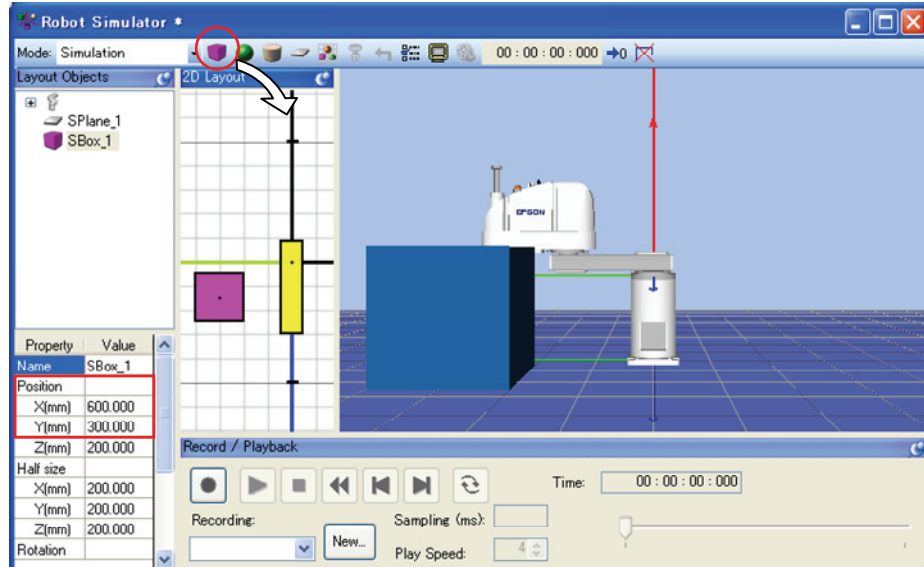 Robot Simulator *
Mode: Simulation
00 : 00 : 00 : 000
Layout Objects
2D Layout
SPlane_1
SBox_1
EPSON
Property Value
Name SBox_1
Position
X(mm) 600.000
Y(mm) 300.000
Z(mm) 200.000
Half size
X(mm) 200.000
Y(mm) 200.000
Z(mm) 200.000
Rotation
Record / Playback
Time: 00 : 00 : 00 : 000
Recording:
New...
Sampling (ms):
Play Speed: 4